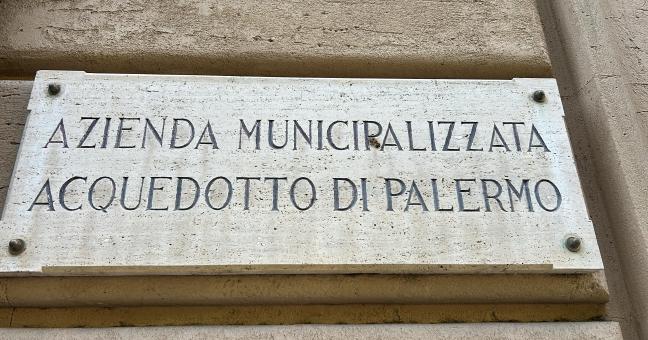 AZIENDA MUNICIPALIZZATA
ACQUEDOTTO DI PALERMO